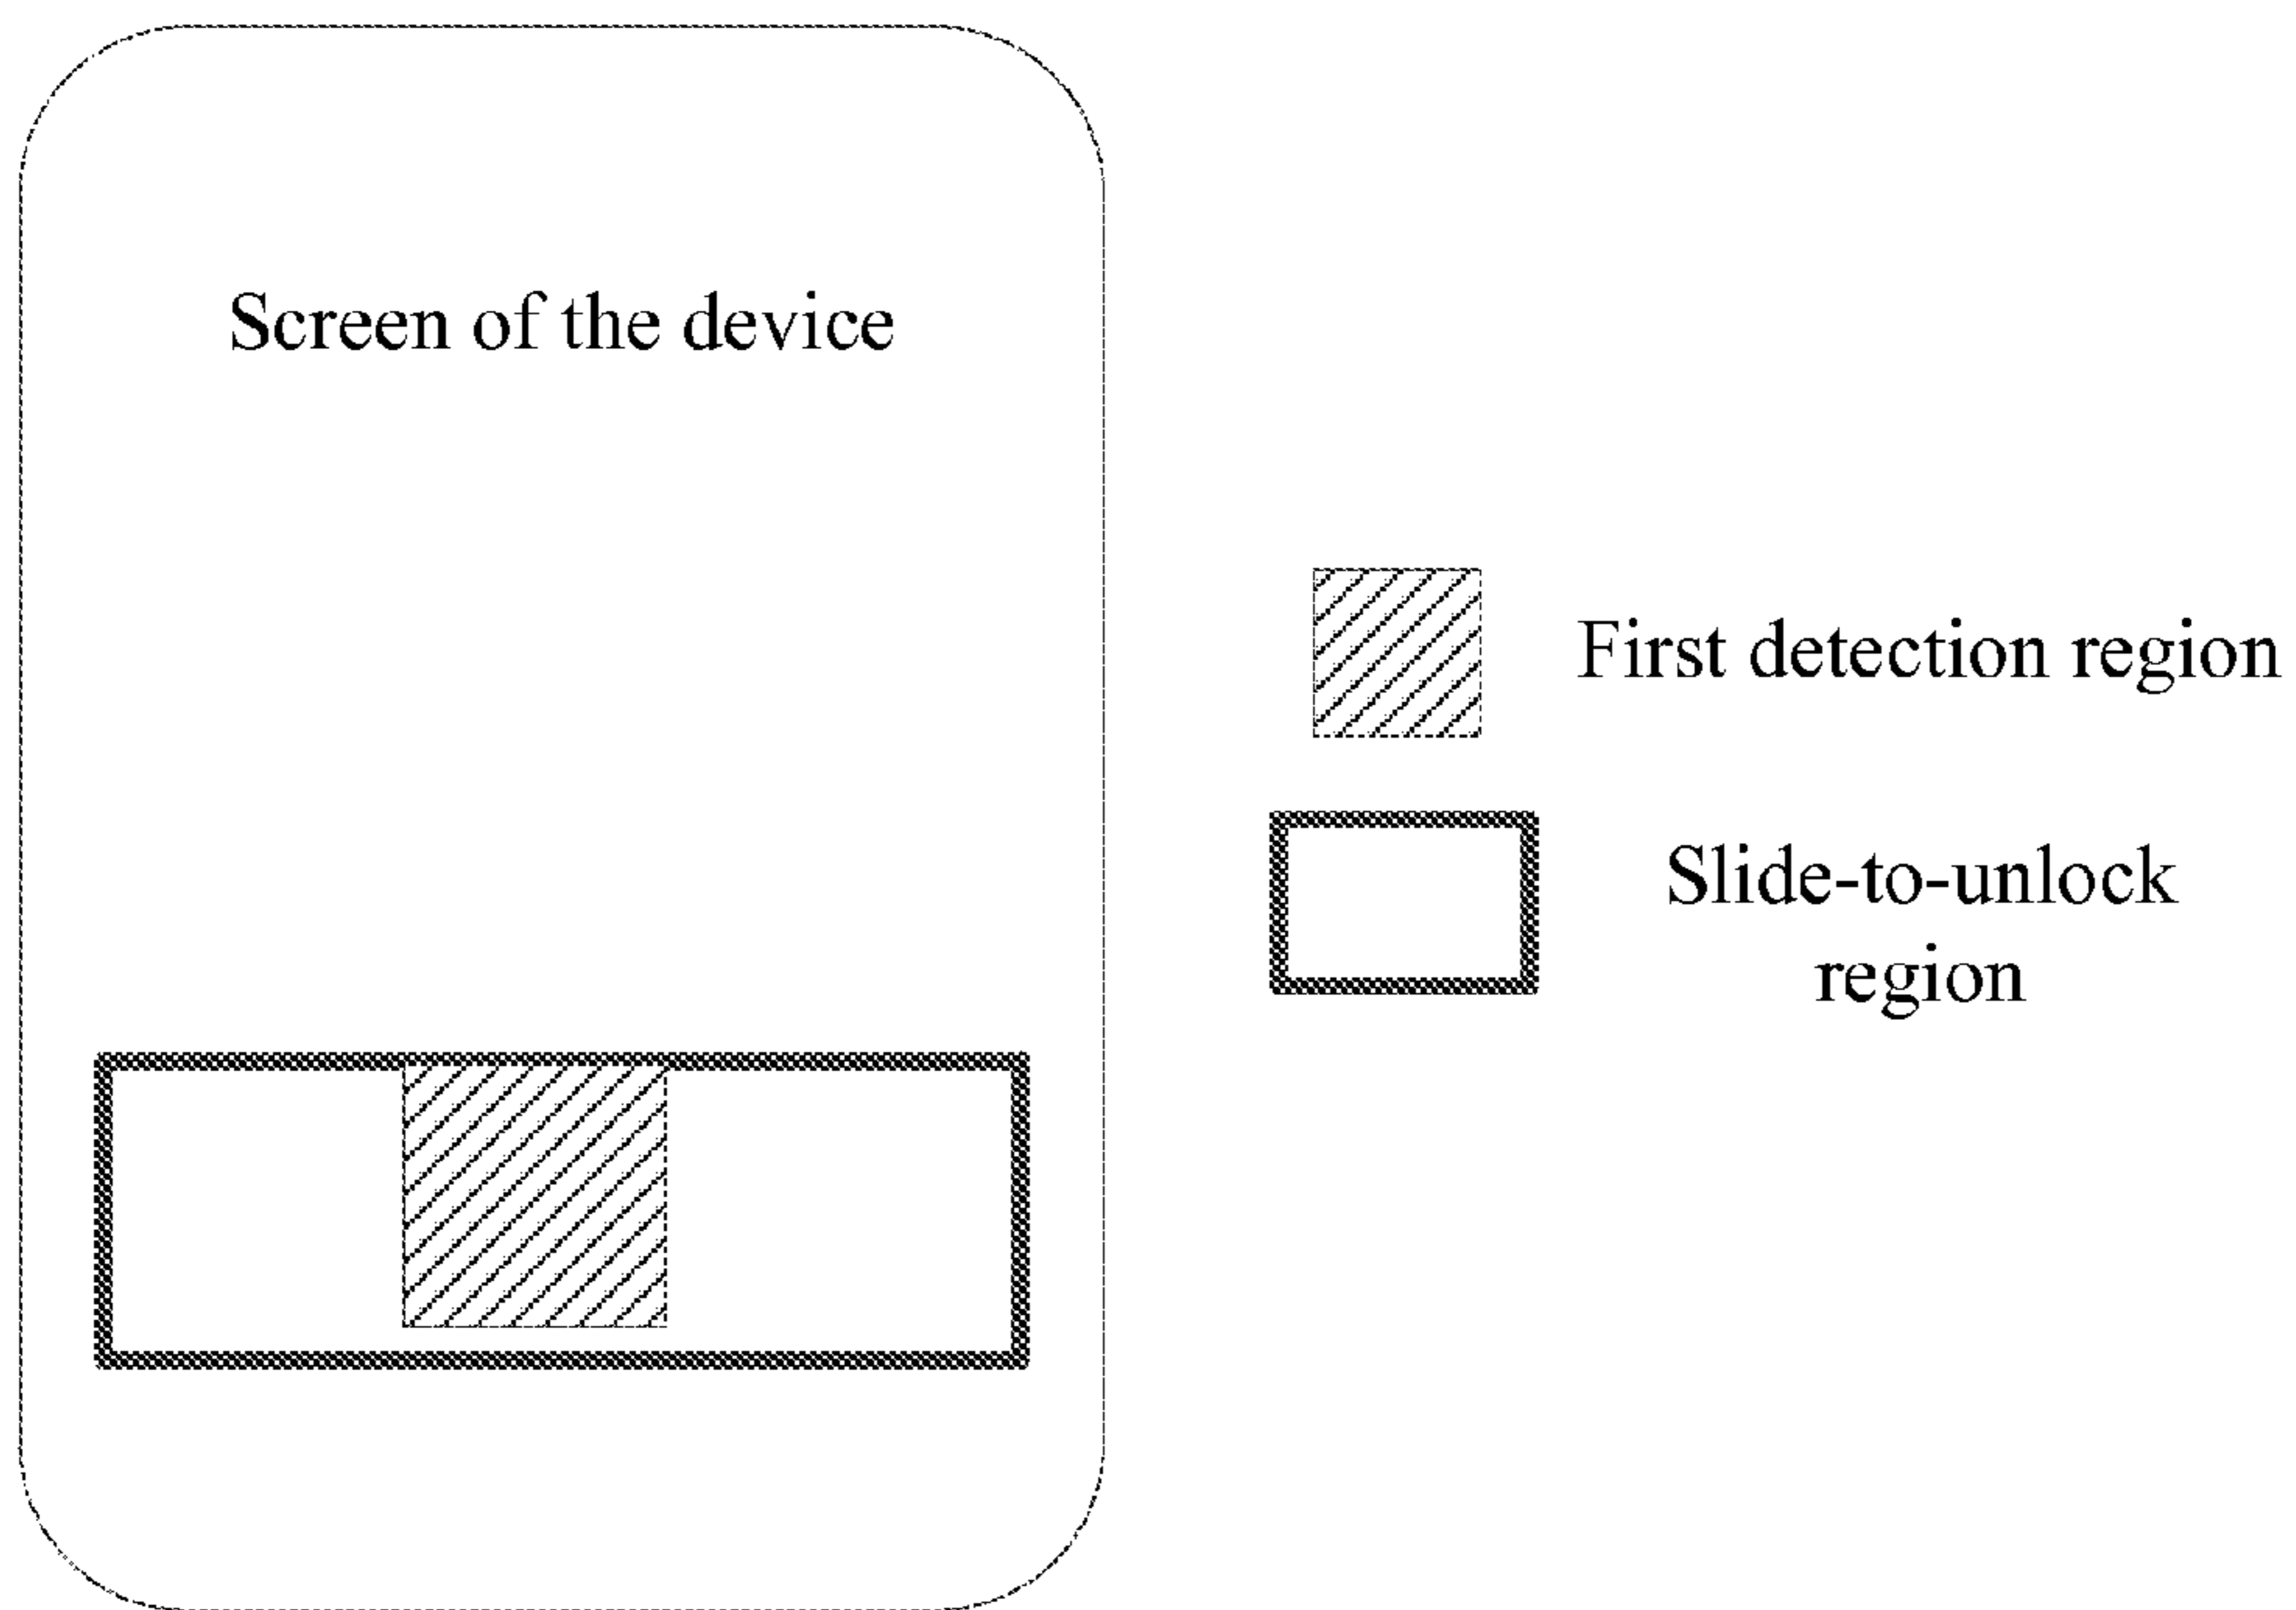 Screen of the device
First detection region
Slide-to-unlock
region